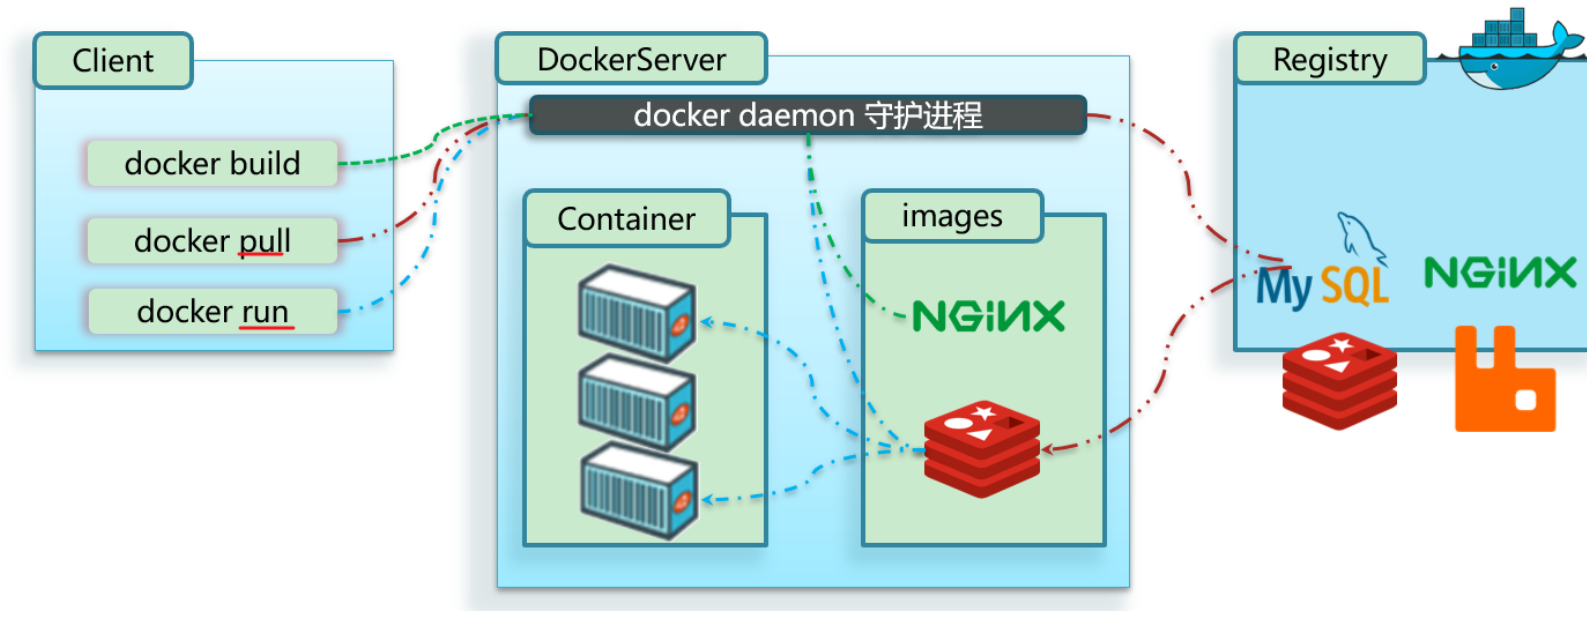 Client
docker build
docker pull
docker run
DockerServer
docker daemon 守护进程
Container
images
NGiNX
Registry
MySQL
NGiNX